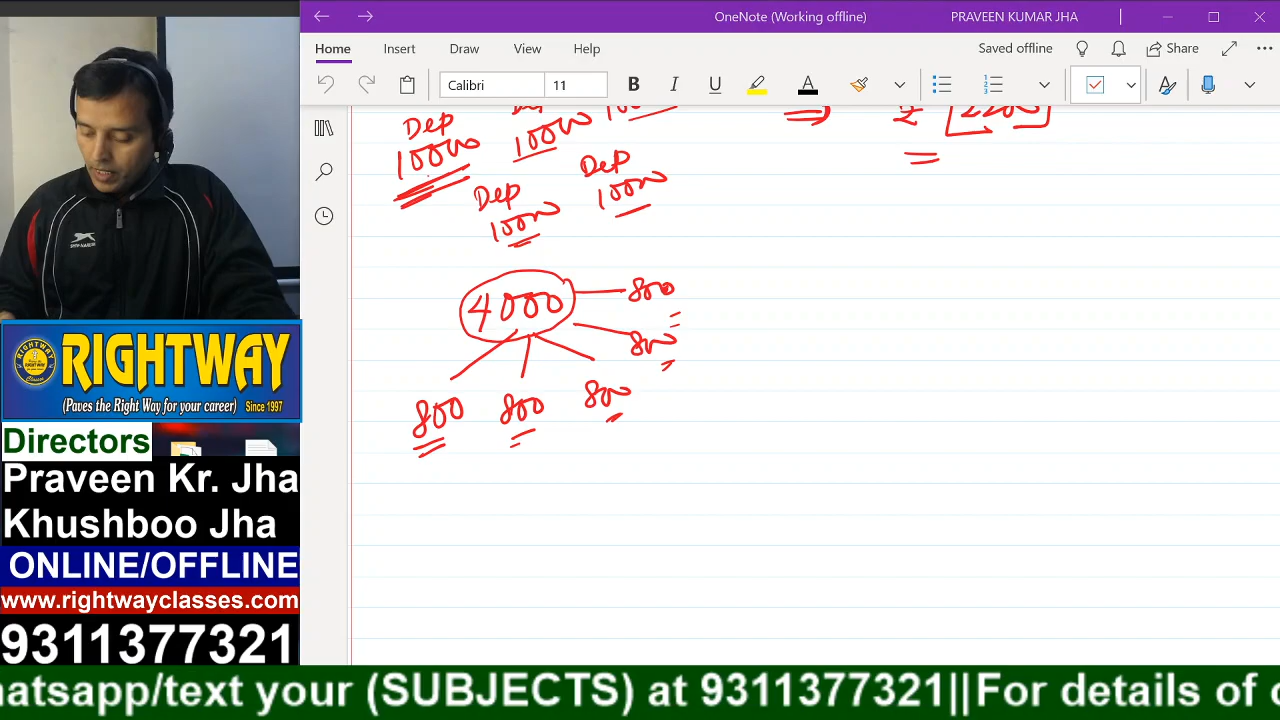 OneNote (Working offline)
PRAVEEN KUMAR JHA
Home Insert Draw View Help
Saved offline
Share
Calibri 11 B I U A
Dep
Dep
1000
1000
Dep
1000
Dep
1000
₹ 2200
4000
800
800
800 800 800
RIGHTWAY
(Paves the Right Way for your career) Since 1997
Directors
Praveen Kr. Jha
Khushboo Jha
ONLINE/OFFLINE
www.rightwayclasses.com
9311377321
hatsapp/text your (SUBJECTS) at 9311377321||For details of c